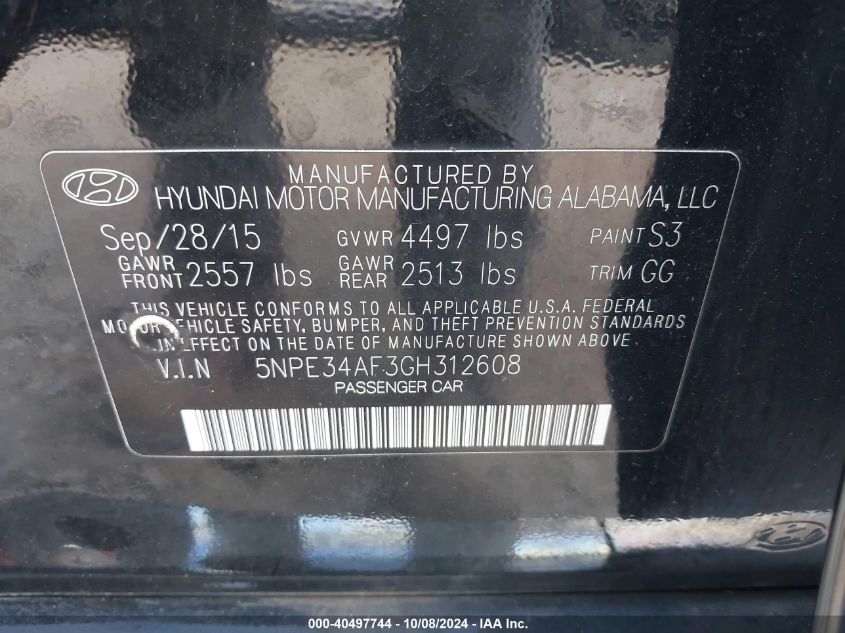 MANUFACTURED BY
HYUNDAI MOTOR MANUFACTURING ALABAMA, LLC
Sep/28/15 GVWR 4497 lbs PAINT S3
GAWR FRONT 2557 lbs GAWR REAR 2513 lbs TRIM GG
THIS VEHICLE CONFORMS TO ALL APPLICABLE U.S.A. FEDERAL
MOTOR VEHICLE SAFETY, BUMPER, AND THEFT PREVENTION STANDARDS
IN EFFECT ON THE DATE OF MANUFACTURE SHOWN ABOVE.
V.I.N 5NPE34AF3GH312608
PASSENGER CAR
000-40497744 - 10/08/2024 - IAA Inc.